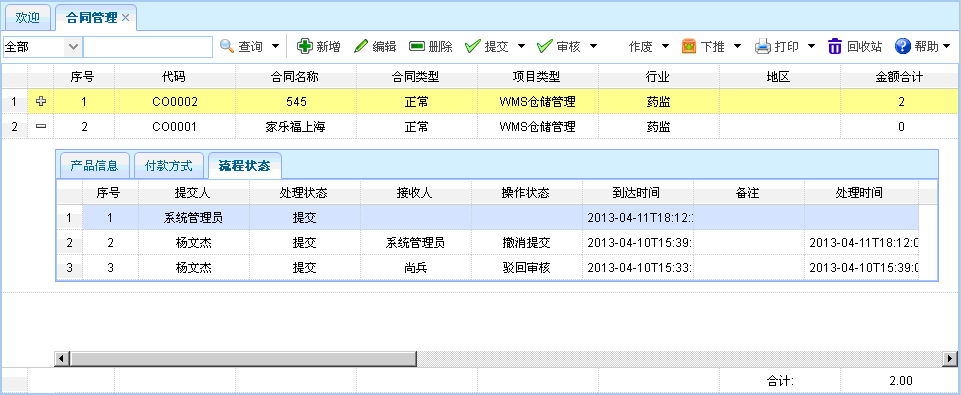 欢迎 合同管理
全部 查询 新增 编辑 删除 提交 审核 作废 下推 打印 回收站 帮助
序号 代码 合同名称 合同类型 项目类型 行业 地区 金额合计
1 1 CO0002 545 正常 WMS仓储管理 药监 2
2 2 CO0001 家乐福上海 正常 WMS仓储管理 药监 0
产品信息 付款方式 流程状态
序号 提交人 处理状态 接收人 操作状态 到达时间 备注 处理时间
1 1 系统管理员 提交 2013-04-11T18:12:
2 2 杨文杰 提交 系统管理员 撤消提交 2013-04-10T15:39: 2013-04-11T18:12:0
3 3 杨文杰 提交 尚兵 驳回审核 2013-04-10T15:33: 2013-04-10T15:39:0
合计: 2.00